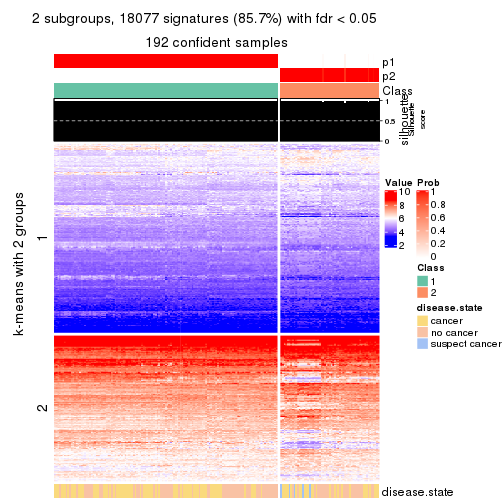 2 subgroups, 18077 signatures (85.7%) with fdr < 0.05
192 confident samples
p1
p2
Class
1
0.5
0
silhouette
Silhouette
score
k-means with 2 groups
1
2
Value
10
8
6
4
2
Prob
1
0.8
0.6
0.4
0.2
0
Class
1
2
disease.state
cancer
no cancer
suspect cancer
disease.state